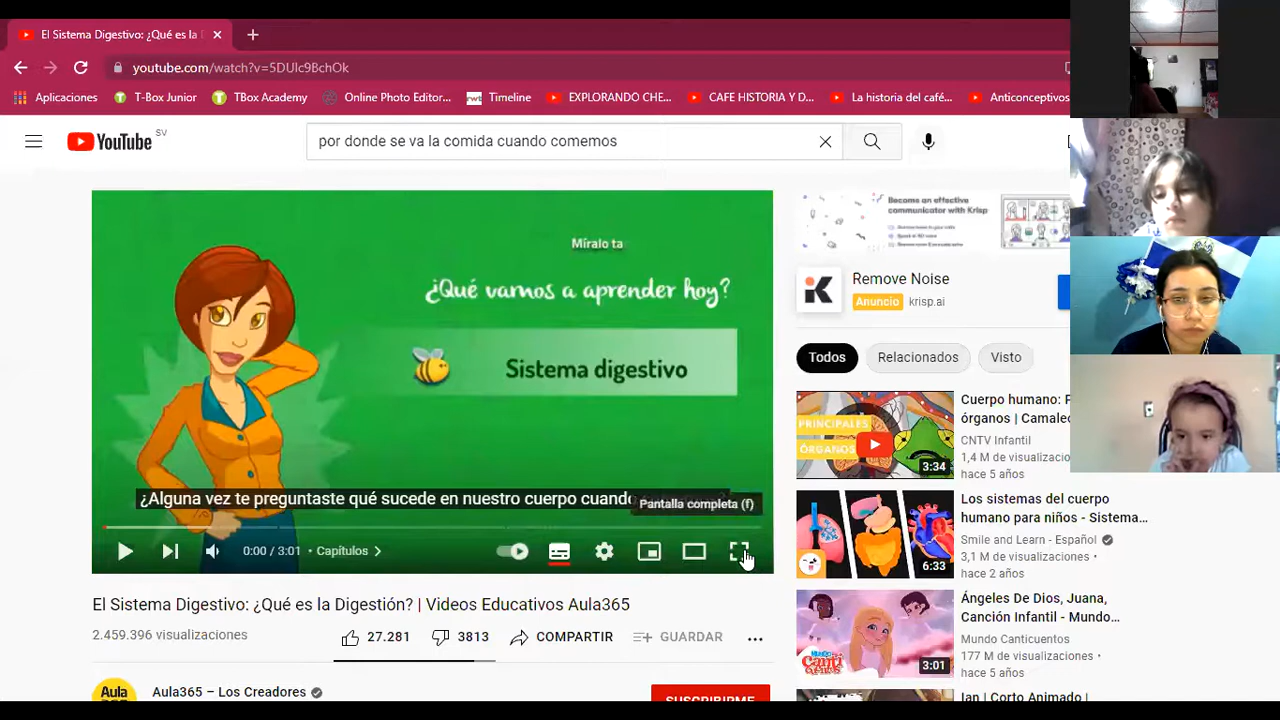 El Sistema Digestivo: ¿Qué es la
youtube.com/watch?v=5DUlc9BchOk
Aplicaciones
T-Box Junior
TBox Academy
Online Photo Editor...
rwt
Timeline
EXPLORANDO CHE...
CAFE HISTORIA Y D...
La historia del café...
Anticonceptivos
YouTube
SV
por donde se va la comida cuando comemos
Míralo ta
¿Qué vamos a aprender hoy?
Sistema digestivo
¿Alguna vez te preguntaste qué sucede en nuestro cuerpo cuando
Pantalla completa (f)
0:00 / 3:01 • Capítulos
El Sistema Digestivo: ¿Qué es la Digestión? | Videos Educativos Aula365
2.459.396 visualizaciones
27.281
3813
COMPARTIR
GUARDAR
Aula
Aula365 – Los Creadores
SUSCRIBIRME
Become an effective
communicator with Krisp
Remove Noise
Anuncio
krisp.ai
Todos
Relacionados
Visto
PRINCIPALES
ÓRGANOS
3:34
Cuerpo humano: P
órganos | Camaleo
CNTV Infantil
1,4 M de visualizacio
hace 5 años
6:33
Los sistemas del cuerpo
humano para niños - Sistema...
Smile and Learn - Español
3,1 M de visualizaciones •
hace 2 años
MUNDO
CANTI
3:01
Ángeles De Dios, Juana,
Canción Infantil - Mundo...
Mundo Canticuentos
177 M de visualizaciones •
hace 5 años
Ian | Corto Animado |